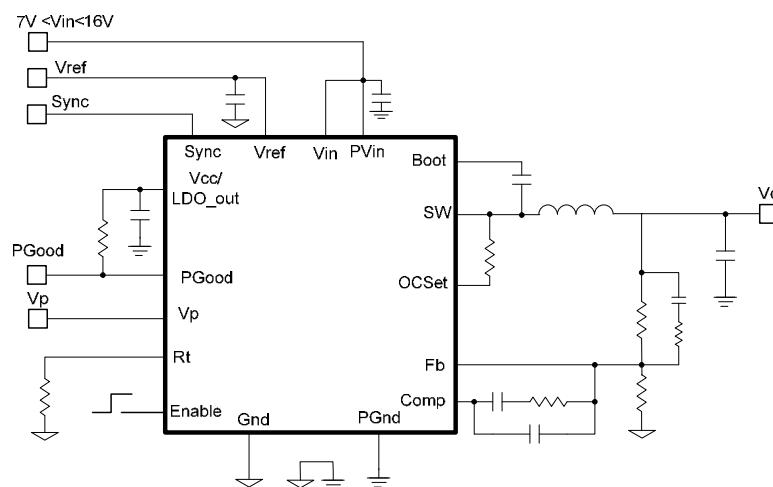 7V <Vin<16V
Vref
Sync
Sync
Vref
Vin
PVin
Boot
Vcc/
LDO_out
SW
PGood
PGood
OCSet
Vp
Vp
Rt
Fb
Comp
Enable
Gnd
PGnd